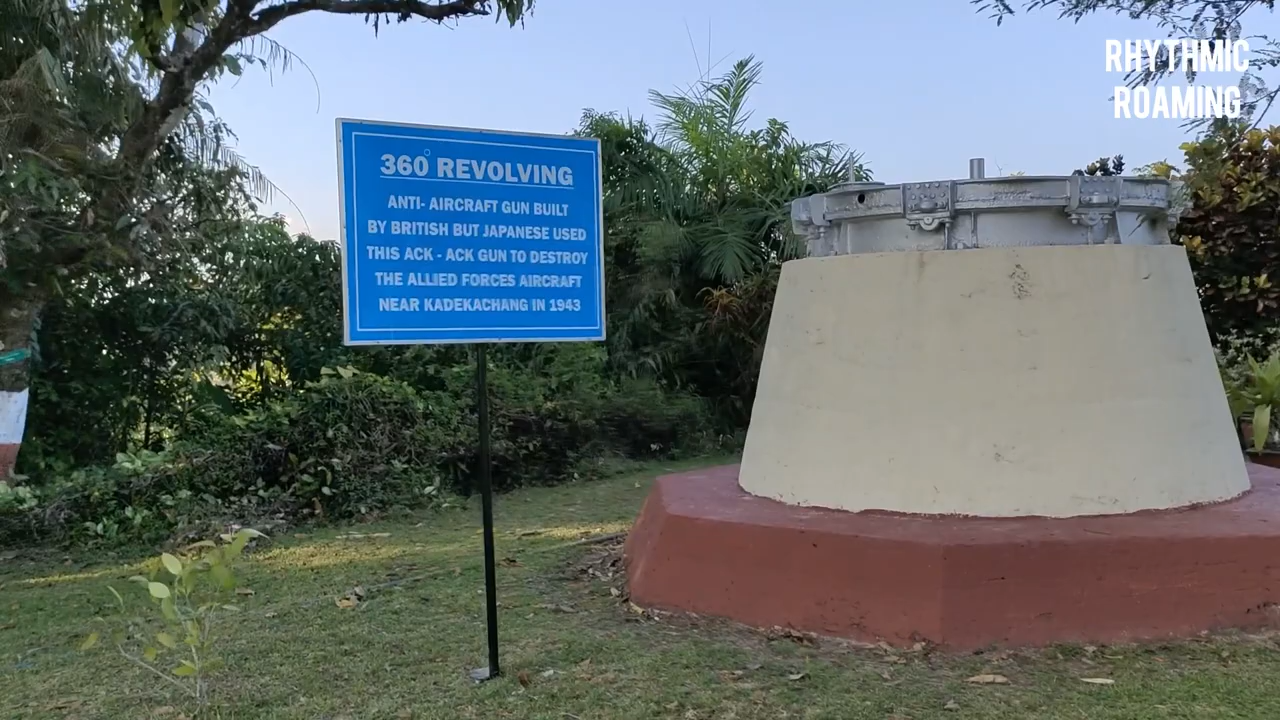 RHYTHMIC
ROAMING
360° REVOLVING
ANTI- AIRCRAFT GUN BUILT
BY BRITISH BUT JAPANESE USED
THIS ACK - ACK GUN TO DESTROY
THE ALLIED FORCES AIRCRAFT
NEAR KADEKACHANG IN 1943